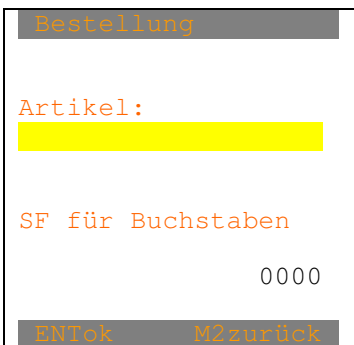 Bestellung
Artikel:
SF für Buchstaben
0000
ENTok M2zurück